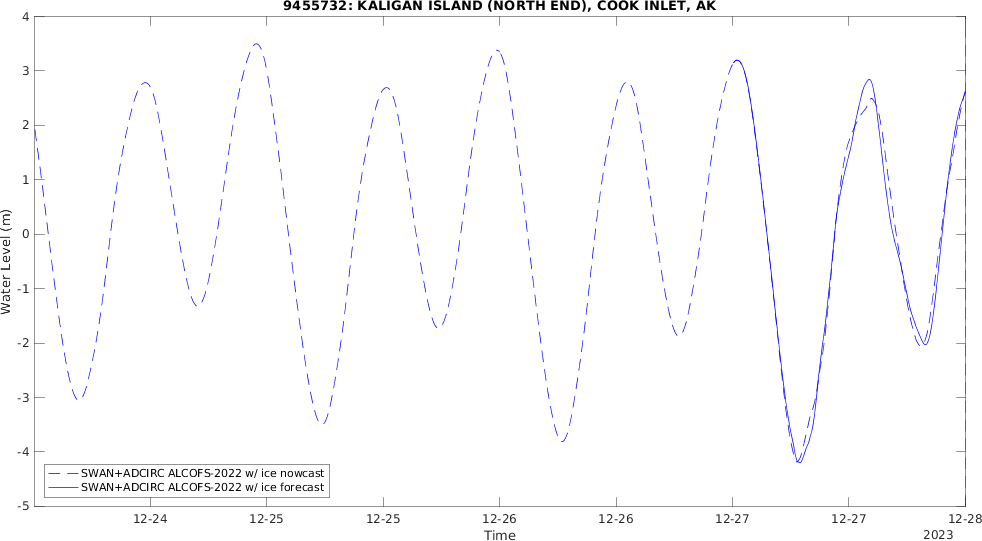 9455732: KALIGAN ISLAND (NORTH END), COOK INLET, AK
4
3
2
1
0
-1
-2
-3
-4
-5
Water Level (m)
SWAN+ADCIRC ALCOFS-2022 w/ ice nowcast
SWAN+ADCIRC ALCOFS-2022 w/ ice forecast
12-24 12-25 12-25 12-26 12-26 12-27 12-27 12-28
Time
2023